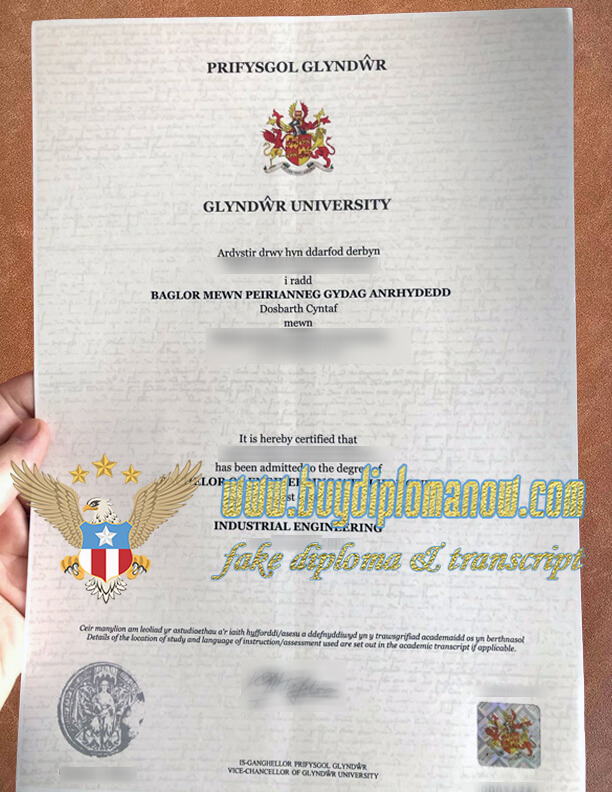 PRIFYSGOL GLYNDŴR
GLYNDŴR UNIVERSITY
Ardystir drwy hyn ddarfod derbyn
i radd
BAGLOR MEWN PEIRIANNEG GYDAG ANRHYDEDD
Dosbarth Cyntaf
mewn
It is hereby certified that
has been admitted to the degree of
www.buydiplomanow.com
INDUSTRIAL ENGINEERING
fake diploma & transcript
Ceir manylion am leoliad yr astudiaethau a'r iaith hyfforddi/asesu a ddefnyddiwyd yn y trawsgrifiad academaidd os yn berthnasol
Details of the location of study and language of instruction/assessment used are set out in the academic transcript if applicable.
IS-GANGHELLOR PRIFYSGOL GLYNDŴR
VICE-CHANCELLOR OF GLYNDŴR UNIVERSITY